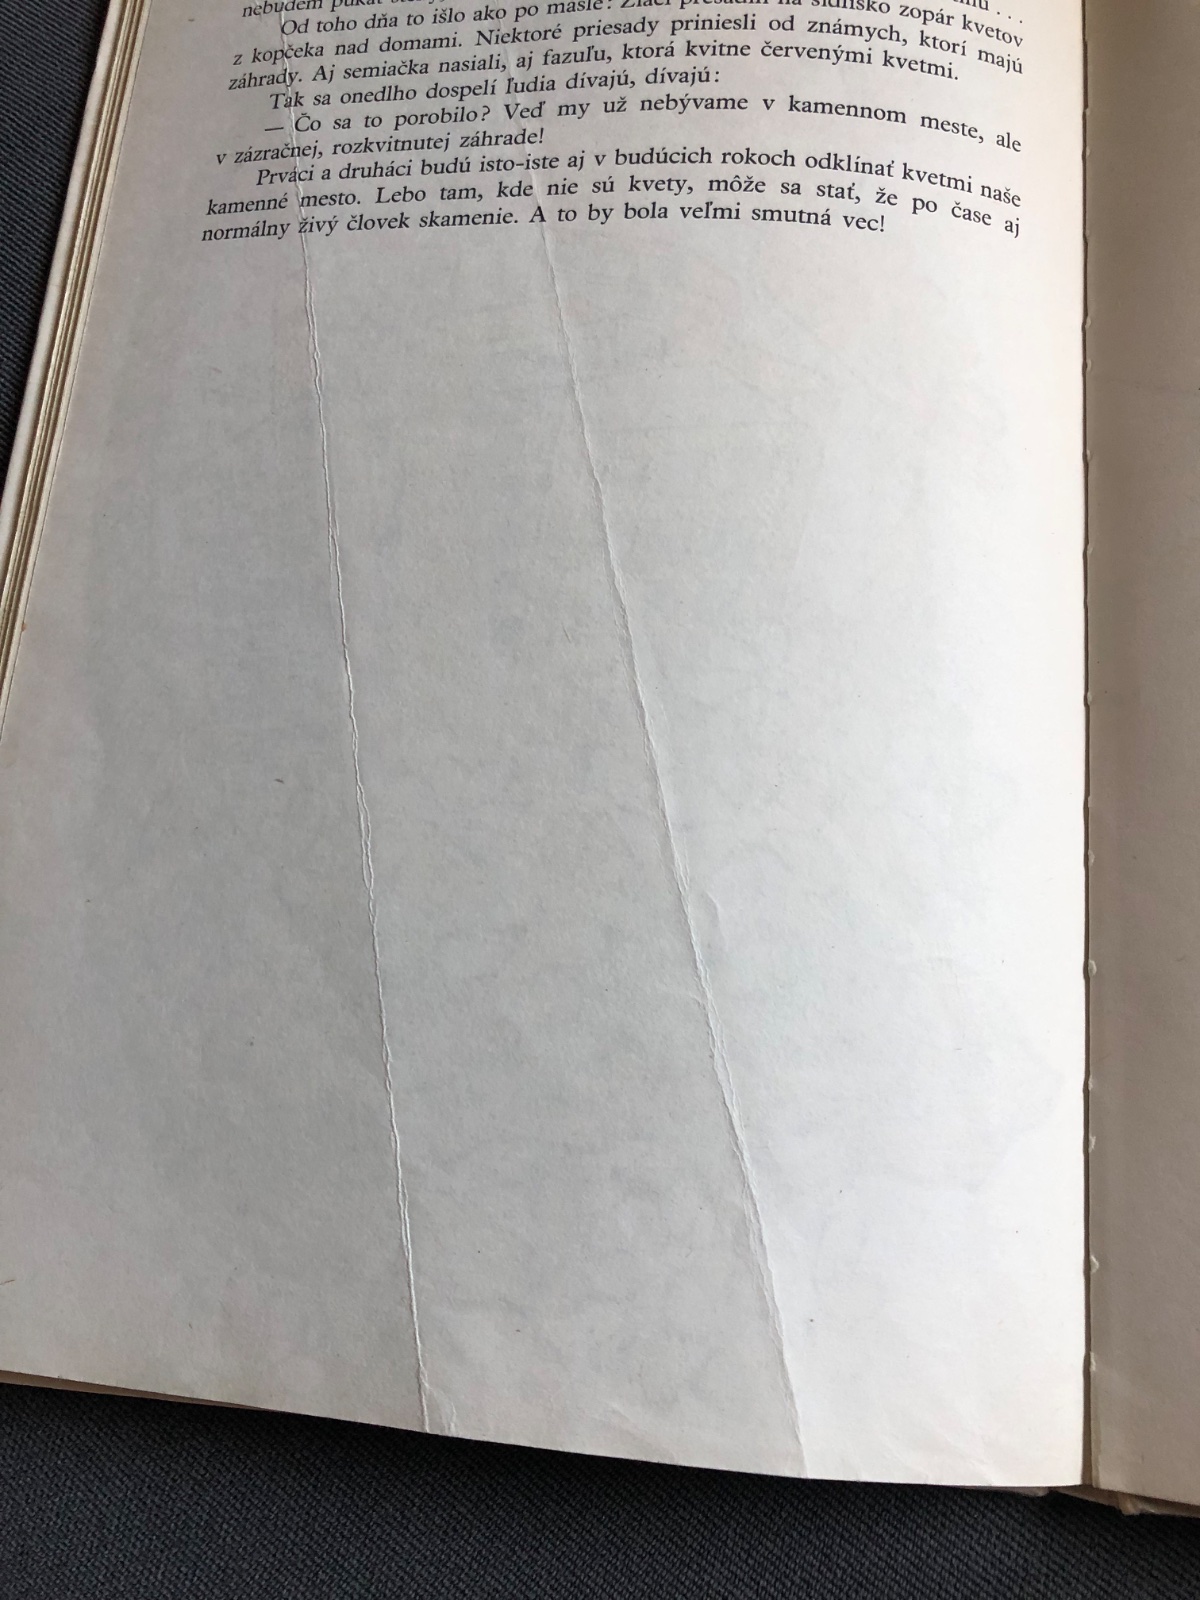 nebudem
Od toho dňa to išlo ako po masle! Žiaci presadili na sídlisko zopár kvetov
z kopčeka nad domami. Niektoré priesady priniesli od známych, ktorí majú
záhrady. Aj semiačka nasiali, aj fazuľu, ktorá kvitne červenými kvetmi.
Tak sa onedlho dospelí ľudia dívajú, dívajú:
— Čo sa to porobilo? Veď my už nebývame v kamennom meste, ale
v zázračnej, rozkvitnutej záhrade!
Prváci a druháci budú isto-iste aj v budúcich rokoch odklínať kvetmi naše
kamenné mesto. Lebo tam, kde nie sú kvety, môže sa stať, že po čase aj
normálny živý človek skamenie. A to by bola veľmi smutná vec!